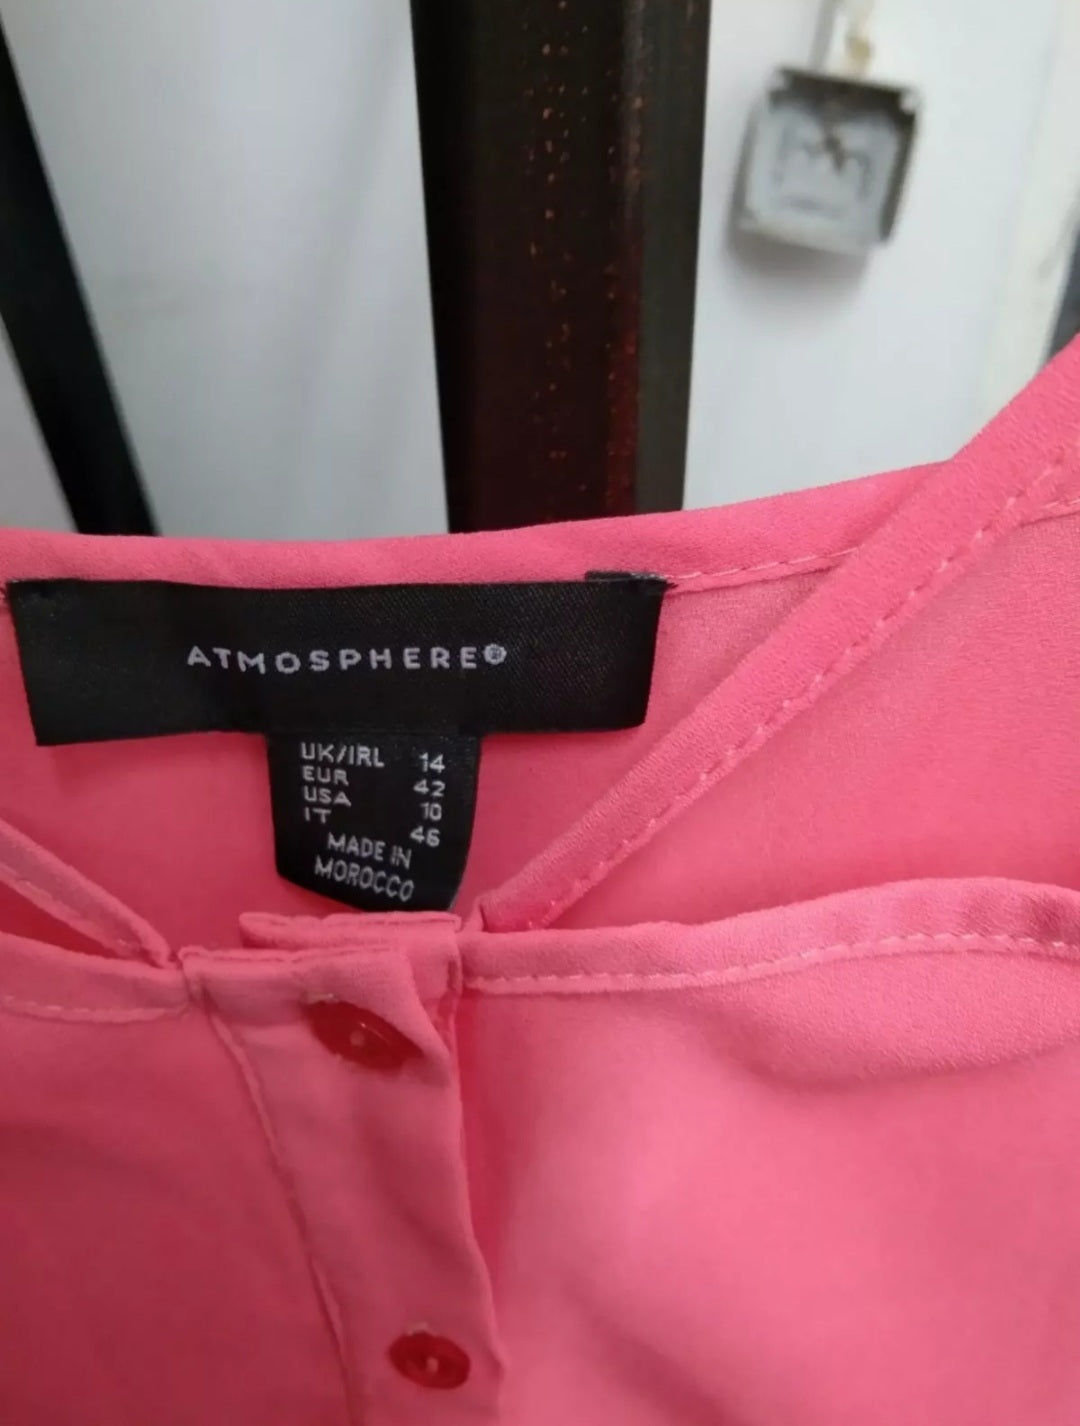 ATMOSPHERE®
UK/IRL 14
EUR 42
USA 10
IT 46
MADE IN
MOROCCO